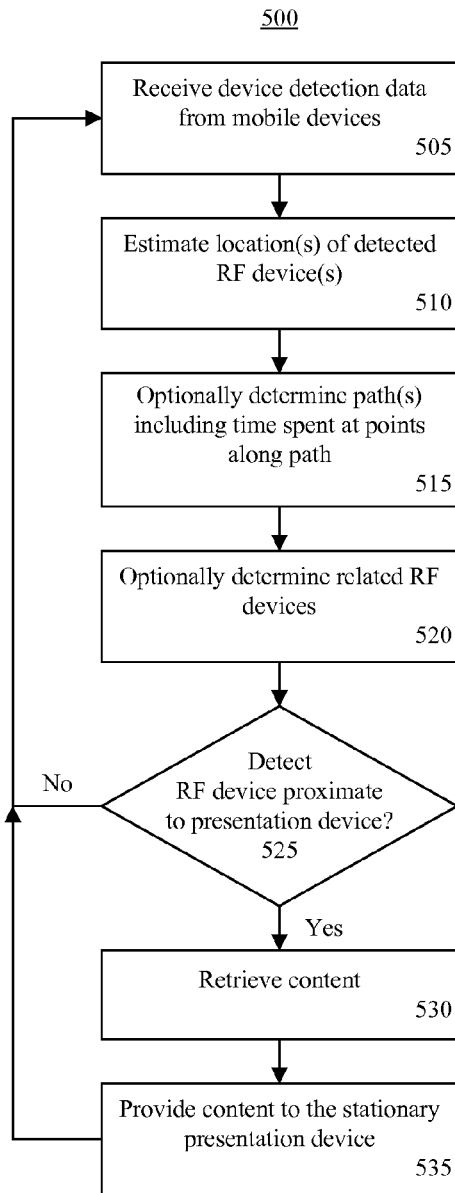 500
Receive device detection data
from mobile devices
505
Estimate location(s) of detected
RF device(s)
510
Optionally determine path(s)
including time spent at points
along path
515
Optionally determine related RF
devices
520
Detect
RF device proximate
to presentation device?
525
No
Yes
Retrieve content
530
Provide content to the stationary
presentation device
535